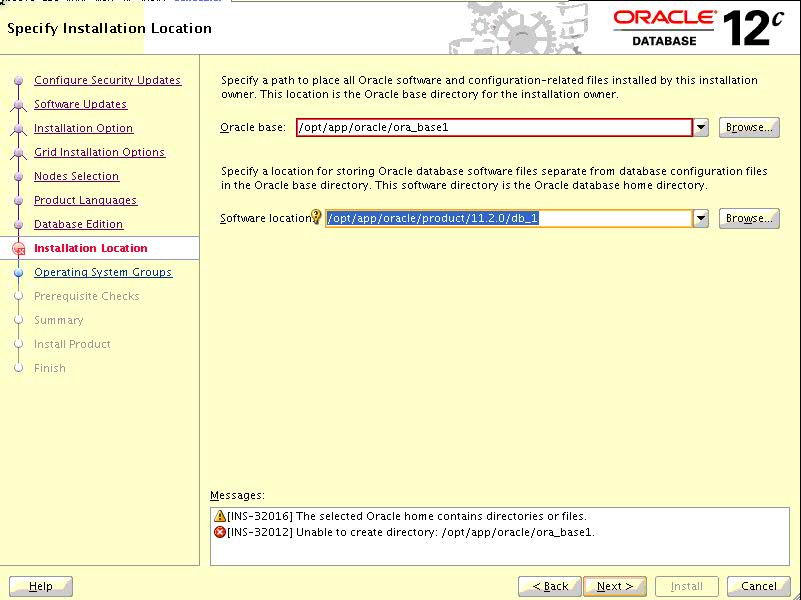 Specify Installation Location
ORACLE
DATABASE
12c
Configure Security Updates
Software Updates
Installation Option
Grid Installation Options
Nodes Selection
Product Languages
Database Edition
Installation Location
Operating System Groups
Prerequisite Checks
Summary
Install Product
Finish
Specify a path to place all Oracle software and configuration-related files installed by this installation
owner. This location is the Oracle base directory for the installation owner.
Oracle base: /opt/app/oracle/ora_base1 Browse...
Specify a location for storing Oracle database software files separate from database configuration files
in the Oracle base directory. This software directory is the Oracle database home directory.
Software location: /opt/app/oracle/product/11.2.0/db_1 Browse...
Messages:
[INS-32016] The selected Oracle home contains directories or files.
[INS-32012] Unable to create directory: /opt/app/oracle/ora_base1.
Help < Back Next > Install Cancel